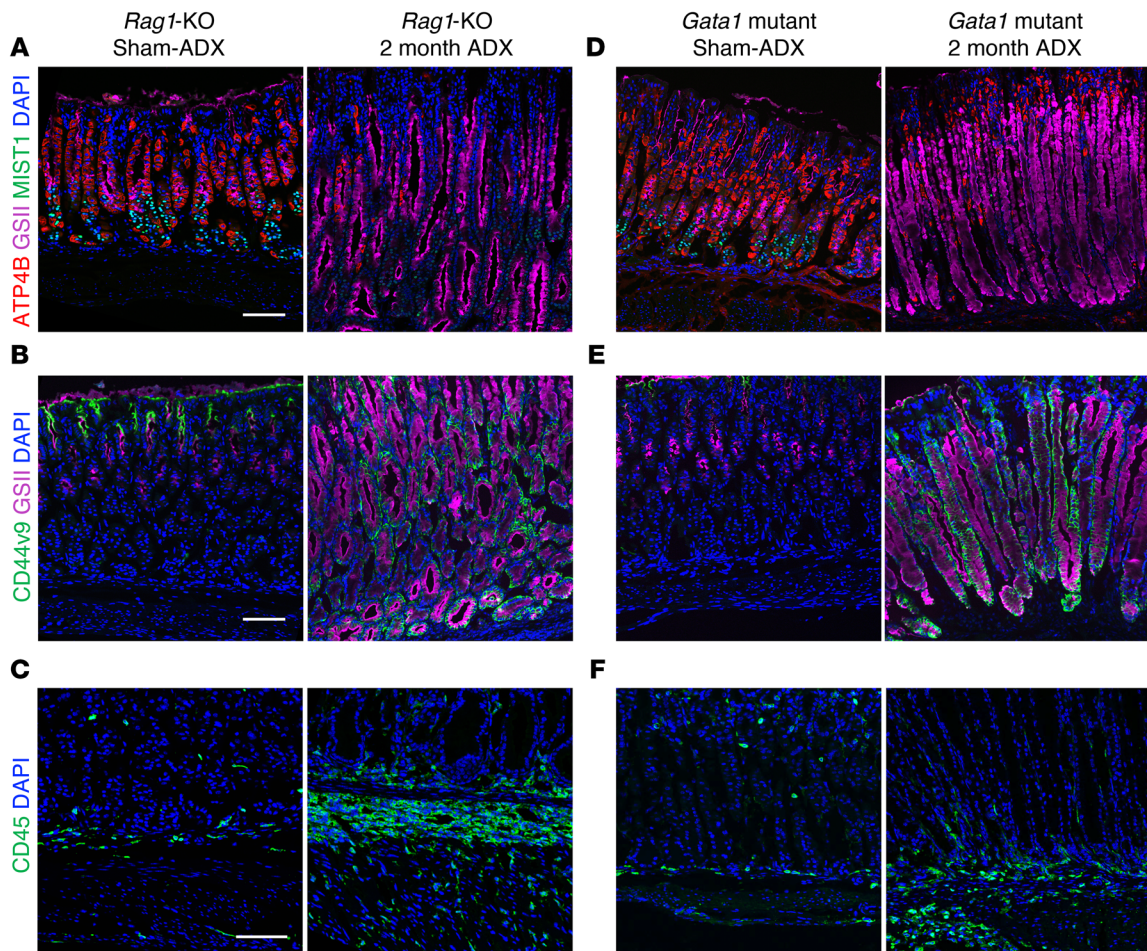 Rag1-KO
Sham-ADX
Rag1-KO
2 month ADX
Gata1 mutant
Sham-ADX
Gata1 mutant
2 month ADX
A
D
ATP4B GSII MIST1 DAPI
B
E
CD44v9 GSII DAPI
C
F
CD45 DAPI